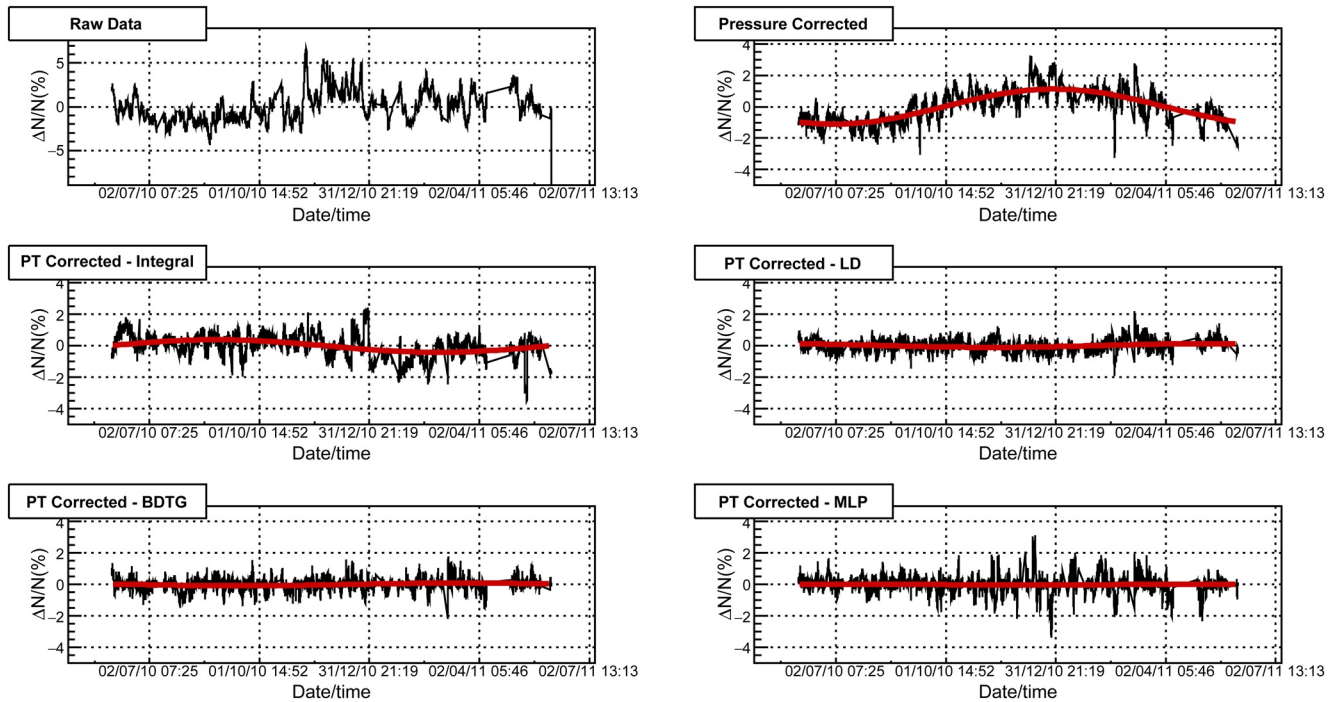 Raw Data
5
0
−5
ΔN/N(%)
02/07/10 07:25 01/10/10 14:52 31/12/10 21:19 02/04/11 05:46 02/07/11 13:13
Date/time
Pressure Corrected
4
2
0
−2
−4
ΔN/N(%)
02/07/10 07:25 01/10/10 14:52 31/12/10 21:19 02/04/11 05:46 02/07/11 13:13
Date/time
PT Corrected - Integral
4
2
0
−2
−4
ΔN/N(%)
02/07/10 07:25 01/10/10 14:52 31/12/10 21:19 02/04/11 05:46 02/07/11 13:13
Date/time
PT Corrected - LD
4
2
0
−2
−4
ΔN/N(%)
02/07/10 07:25 01/10/10 14:52 31/12/10 21:19 02/04/11 05:46 02/07/11 13:13
Date/time
PT Corrected - BDTG
4
2
0
−2
−4
ΔN/N(%)
02/07/10 07:25 01/10/10 14:52 31/12/10 21:19 02/04/11 05:46 02/07/11 13:13
Date/time
PT Corrected - MLP
4
2
0
−2
−4
ΔN/N(%)
02/07/10 07:25 01/10/10 14:52 31/12/10 21:19 02/04/11 05:46 02/07/11 13:13
Date/time